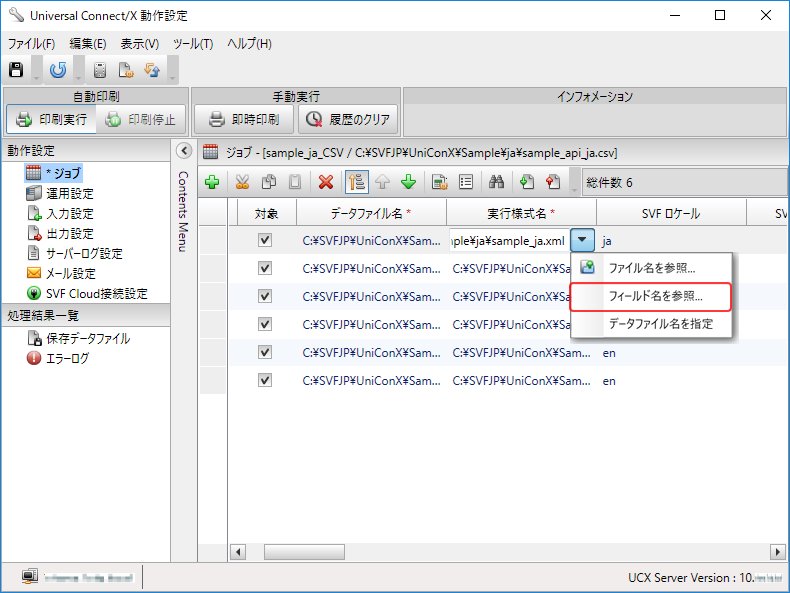 Universal Connect/X 動作設定
ファイル(F) 編集(E) 表示(V) ツール(T) ヘルプ(H)
自動印刷 手動実行 インフォメーション
印刷実行 印刷停止 即時印刷 履歴のクリア
動作設定
* ジョブ
運用設定
入力設定
出力設定
サーバーログ設定
メール設定
SVF Cloud接続設定
処理結果一覧
保存データファイル
エラーログ
Contents Menu
ジョブ - [sample_ja_CSV / C:¥SVFJP¥UniConX¥Sample¥ja¥sample_api_ja.csv]
総件数 6
対象 データファイル名 * 実行様式名 * SVF ロケール SV
C:¥SVFJP¥UniConX¥Sam... ple¥ja¥sample_ja.xml ja
C:¥SVFJP¥UniConX¥Sam... C:¥SVFJP¥UniConX¥Sa
C:¥SVFJP¥UniConX¥Sam... C:¥SVFJP¥UniConX¥Sa
C:¥SVFJP¥UniConX¥Sam... C:¥SVFJP¥UniConX¥Sa
C:¥SVFJP¥UniConX¥Sam... C:¥SVFJP¥UniConX¥Sam... en
C:¥SVFJP¥UniConX¥Sam... C:¥SVFJP¥UniConX¥Sam... en
ファイル名を参照...
フィールド名を参照...
データファイル名を指定
UCX Server Version : 10.